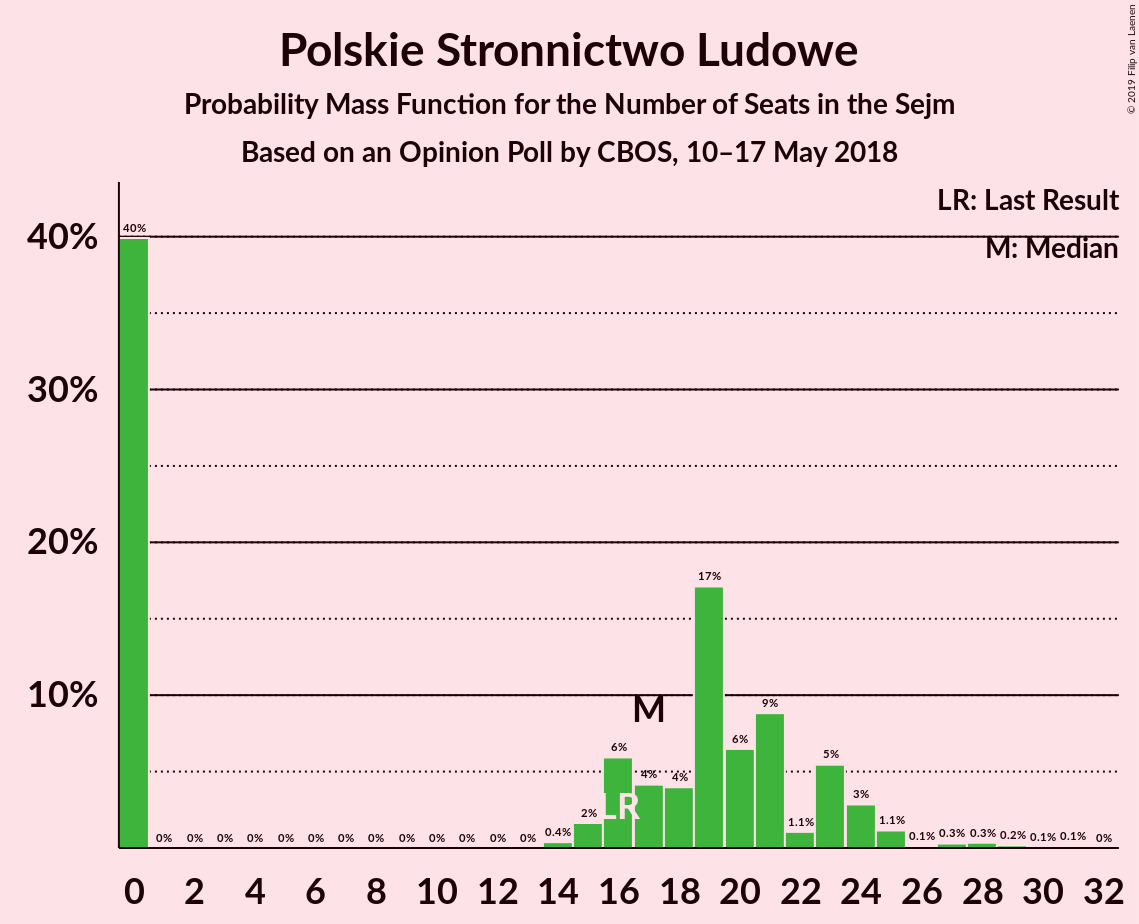 Polskie Stronnictwo Ludowe
Probability Mass Function for the Number of Seats in the Sejm
Based on an Opinion Poll by CBOS, 10–17 May 2018
© 2019 Filip van Laenen
LR: Last Result
M: Median
40%
30%
20%
10%
40% 0% 0% 0% 0% 0% 0% 0% 0% 0% 0% 0% 0% 0% 0.4% 2% 6% 4% 4% 17% 6% 9% 1.1% 5% 3% 1.1% 0.1% 0.3% 0.3% 0.2% 0.1% 0.1% 0%
M
LR
0 2 4 6 8 10 12 14 16 18 20 22 24 26 28 30 32